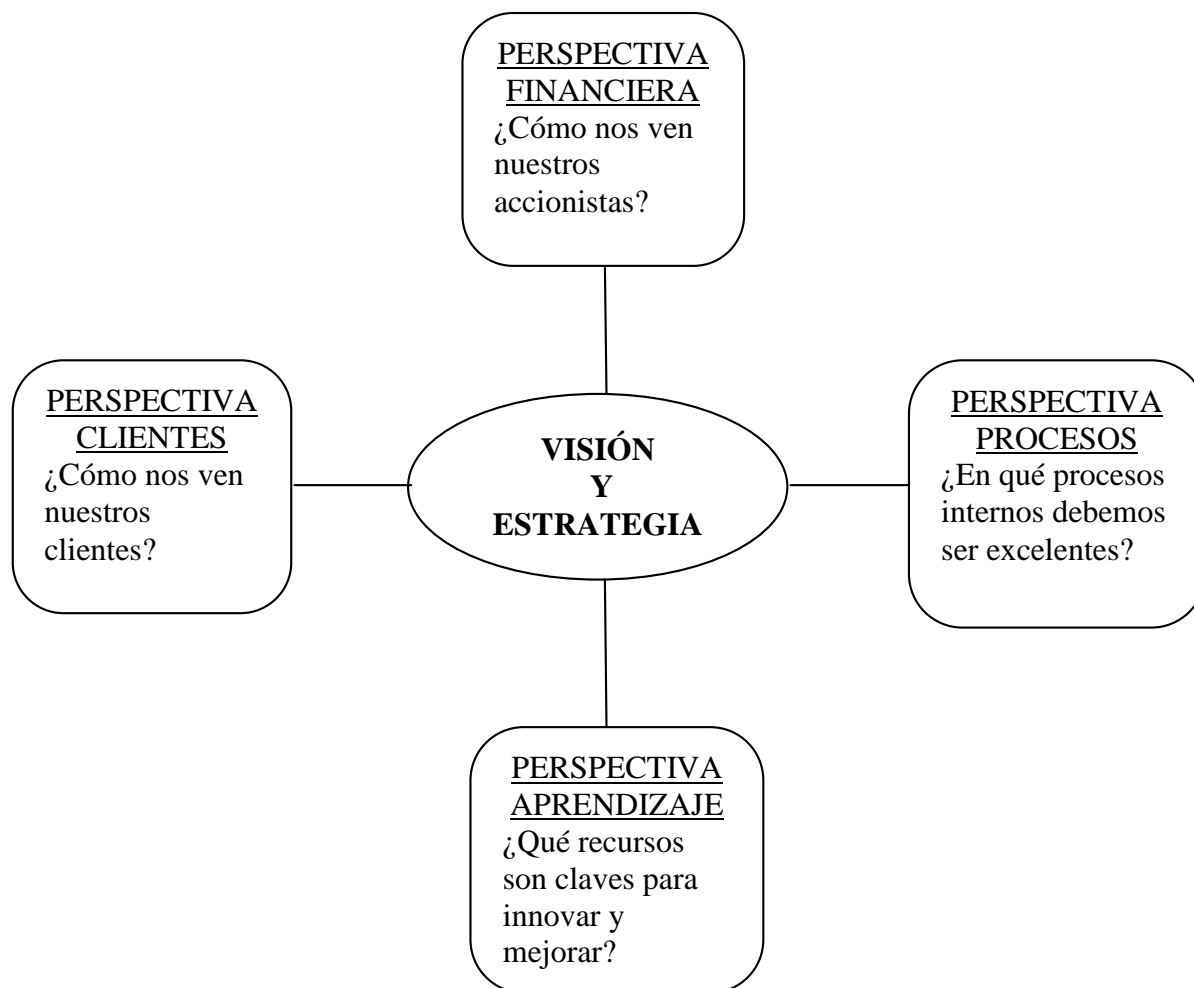 PERSPECTIVA
FINANCIERA
¿Cómo nos ven
nuestros
accionistas?
PERSPECTIVA
CLIENTES
¿Cómo nos ven
nuestros
clientes?
VISIÓN
Y
ESTRATEGIA
PERSPECTIVA
PROCESOS
¿En qué procesos
internos debemos
ser excelentes?
PERSPECTIVA
APRENDIZAJE
¿Qué recursos
son claves para
innovar y
mejorar?